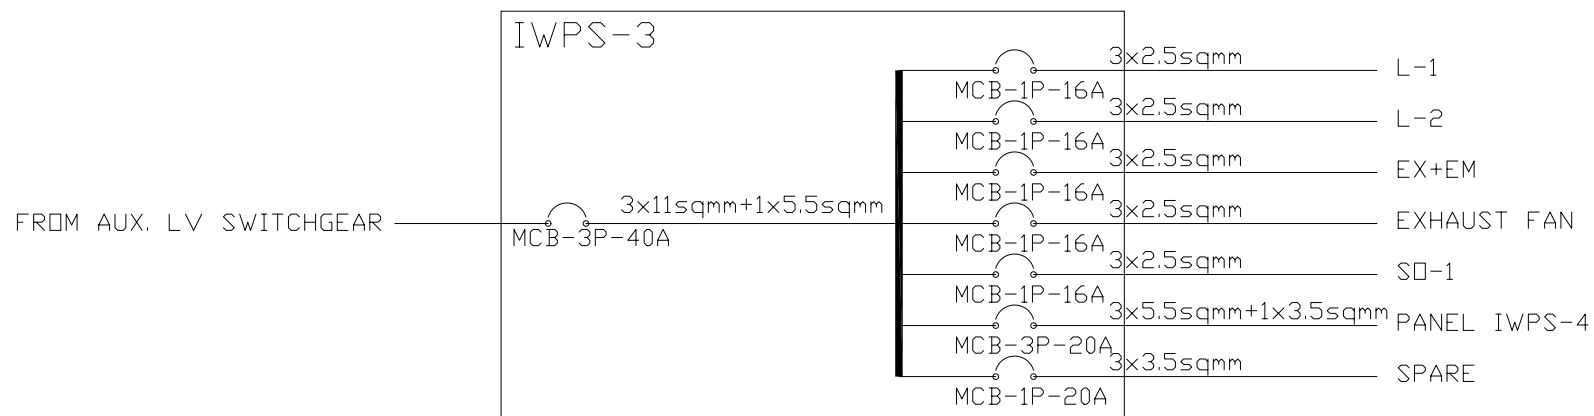 IWPS-3
3x2.5sqmm
L-1
MCB-1P-16A
3x2.5sqmm
L-2
MCB-1P-16A
3x2.5sqmm
EX+EM
MCB-1P-16A
FROM AUX. LV SWITCHGEAR
MCB-3P-40A
3x11sqmm+1x5.5sqmm
3x2.5sqmm
EXHAUST FAN
MCB-1P-16A
3x2.5sqmm
SO-1
MCB-1P-16A
3x5.5sqmm+1x3.5sqmm
PANEL IWPS-4
MCB-3P-20A
3x3.5sqmm
SPARE
MCB-1P-20A